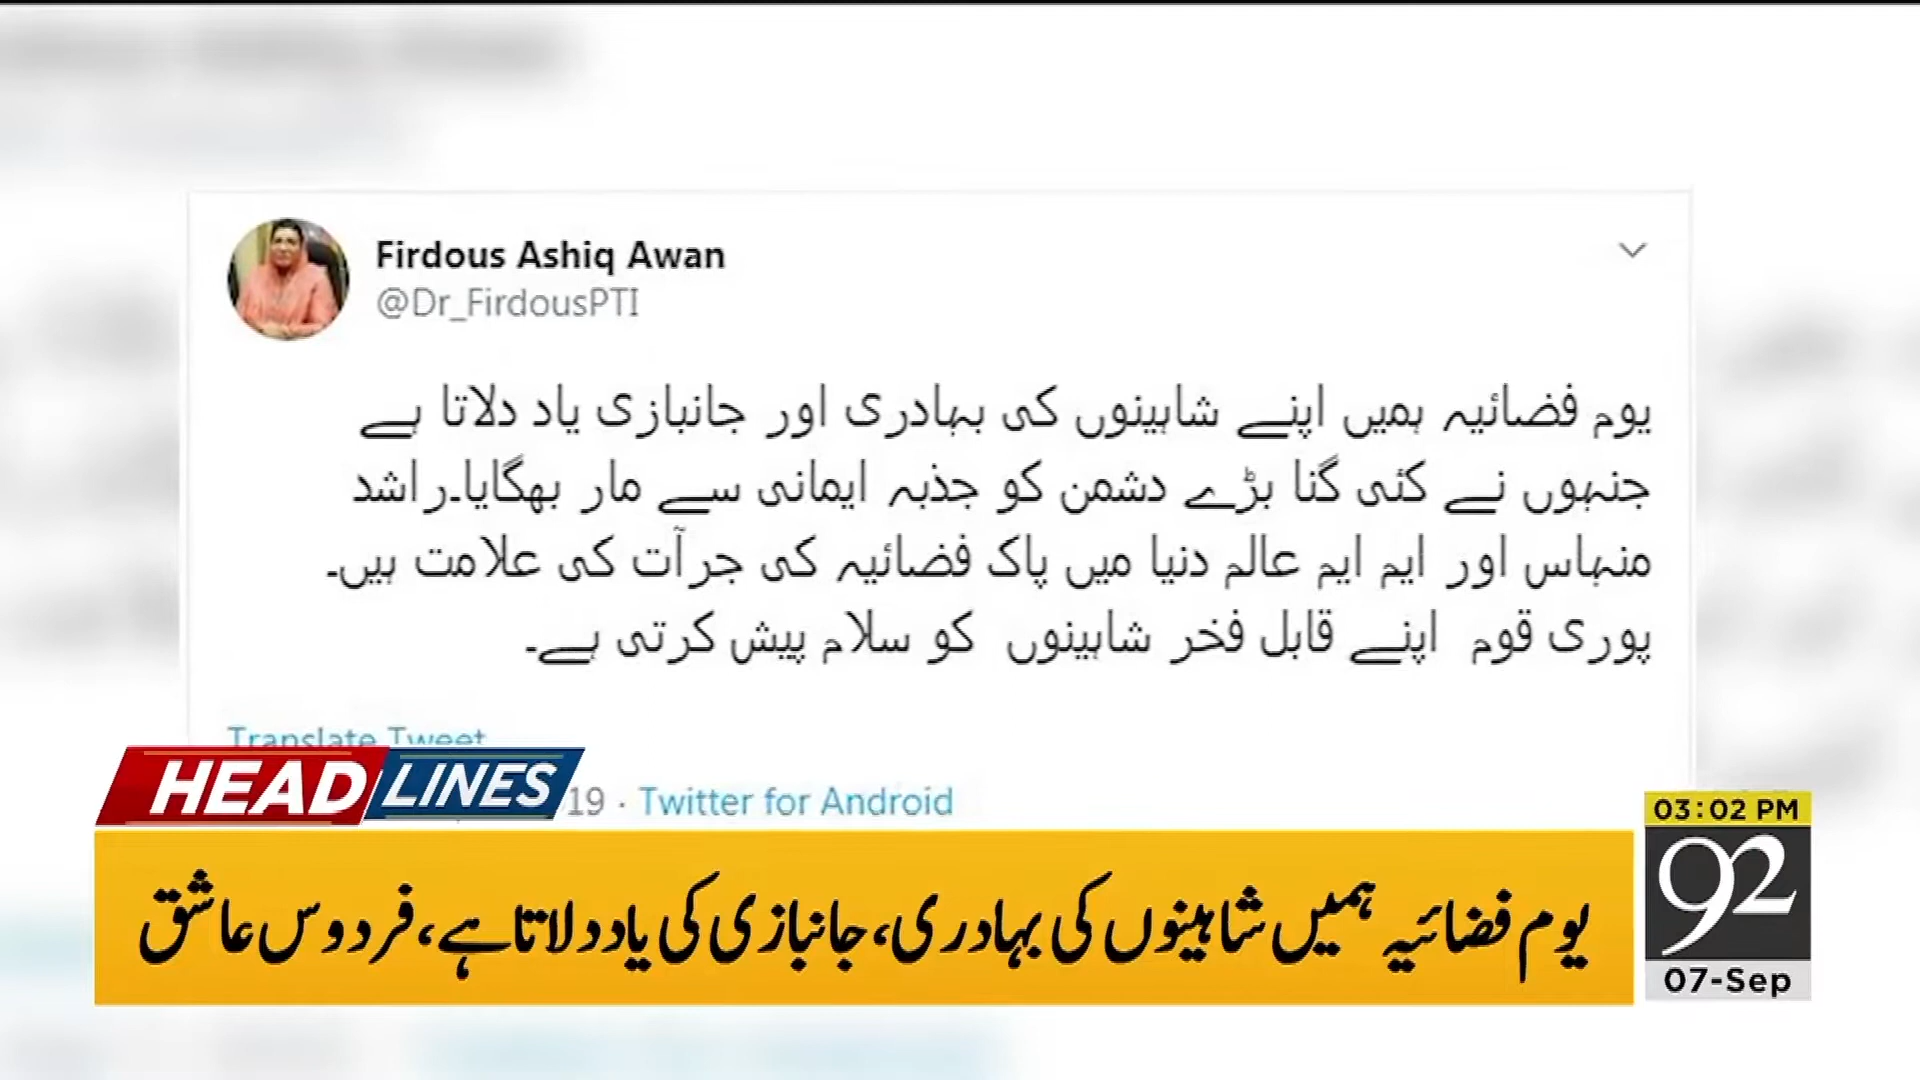 Firdous Ashiq Awan
@Dr_FirdousPTI
یوم فضائیہ ہمیں اپنے شاہینوں کی بہادری اور جانبازی یاد دلاتا ہے
جنہوں نے کئی گنا بڑے دشمن کو جذبہ ایمانی سے مار بھگایا۔راشد
منہاس اور ایم ایم عالم دنیا میں پاک فضائیہ کی جرآت کی علامت ہیں۔
پوری قوم اپنے قابل فخر شاہینوں کو سلام پیش کرتی ہے۔
Translate Tweet
19 · Twitter for Android
HEADLINES
03:02 PM
یوم فضائیہ ہمیں شاہینوں کی بہادری، جانبازی کی یاد دلاتا ہے، فردوس عاشق
92
07-Sep